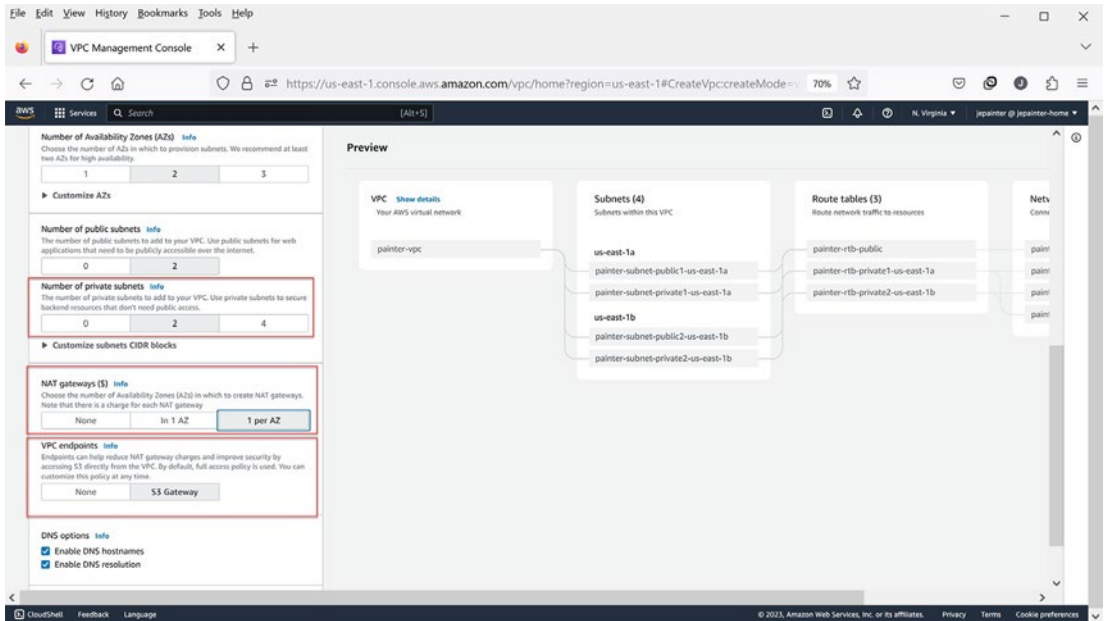 File Edit View History Bookmarks Tools Help
VPC Management Console
https://us-east-1.console.aws.amazon.com/vpc/home?region=us-east-1#CreateVpc:createMode=
70%
aws
Services
Search
[Alt+S]
N. Virginia
jepainter @ jepainter-home
Number of Availability Zones (AZs) Info
Choose the number of AZs in which to provision subnets. We recommend at least
two AZs for high availability.
1 2 3
Customize AZs
Number of public subnets Info
The number of public subnets to add to your VPC. Use public subnets for web
applications that need to be publicly accessible over the internet.
0 2
Number of private subnets Info
The number of private subnets to add to your VPC. Use private subnets to secure
backend resources that don't need public access.
0 2 4
Customize subnets CIDR blocks
NAT gateways ($) Info
Choose the number of Availability Zones (AZs) in which to create NAT gateways.
Note that there is a charge for each NAT gateway
None In 1 AZ 1 per AZ
VPC endpoints Info
Endpoints can help reduce NAT gateway charges and improve security by
accessing S3 directly from the VPC. By default, full access policy is used. You can
customize this policy at any time.
None S3 Gateway
DNS options Info
Enable DNS hostnames
Enable DNS resolution
Preview
VPC Show details
Your AWS virtual network
painter-vpc
Subnets (4)
Subnets within this VPC
us-east-1a
painter-subnet-public1-us-east-1a
painter-subnet-private1-us-east-1a
us-east-1b
painter-subnet-public2-us-east-1b
painter-subnet-private2-us-east-1b
Route tables (3)
Route network traffic to resources
painter-rtb-public
painter-rtb-private1-us-east-1a
painter-rtb-private2-us-east-1b
Netw
Conne
paint
paint
paint
paint
CloudShell Feedback Language
© 2023, Amazon Web Services, Inc. or its affiliates. Privacy Terms Cookie preferences